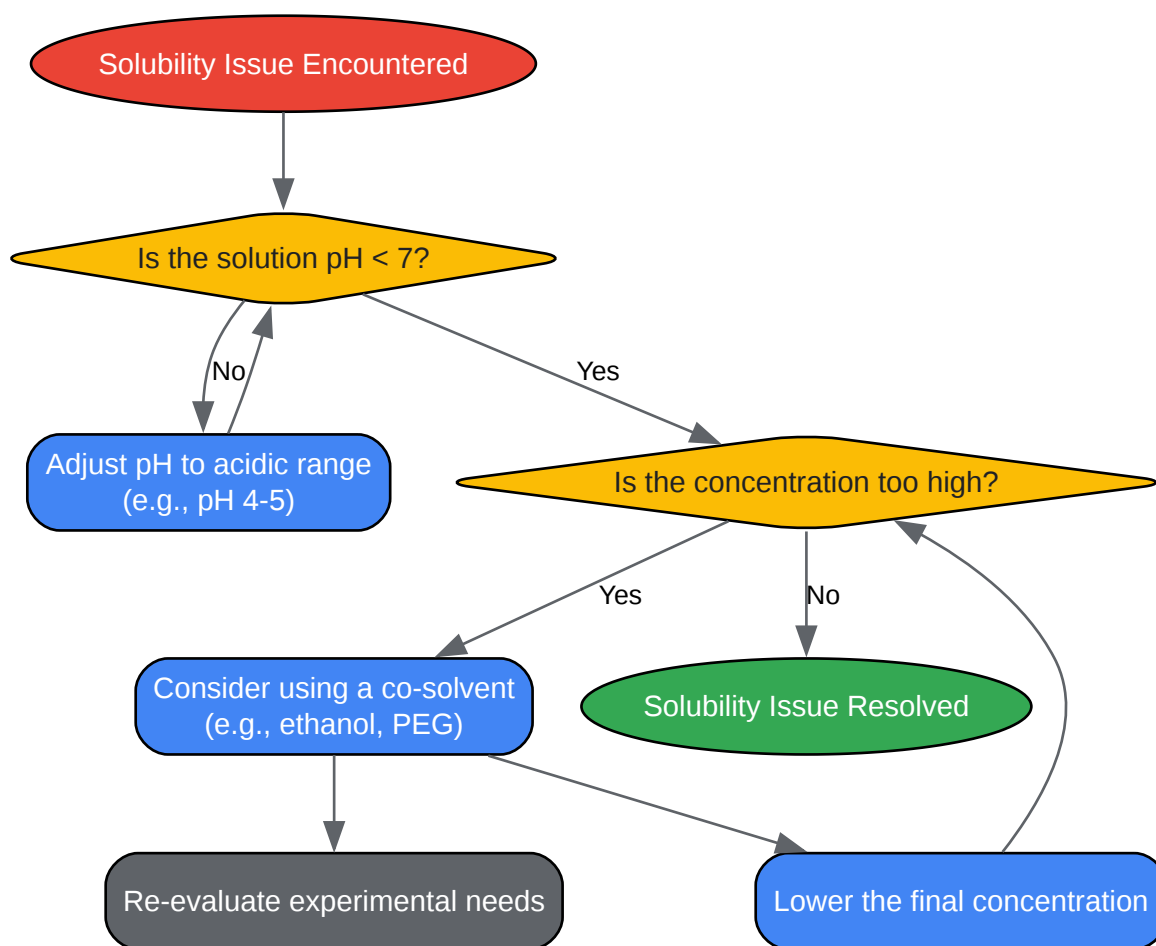 Solubility Issue Encountered
Is the solution pH < 7?
No
Yes
Adjust pH to acidic range
(e.g., pH 4-5)
Is the concentration too high?
Yes
No
Consider using a co-solvent
(e.g., ethanol, PEG)
Solubility Issue Resolved
Re-evaluate experimental needs
Lower the final concentration